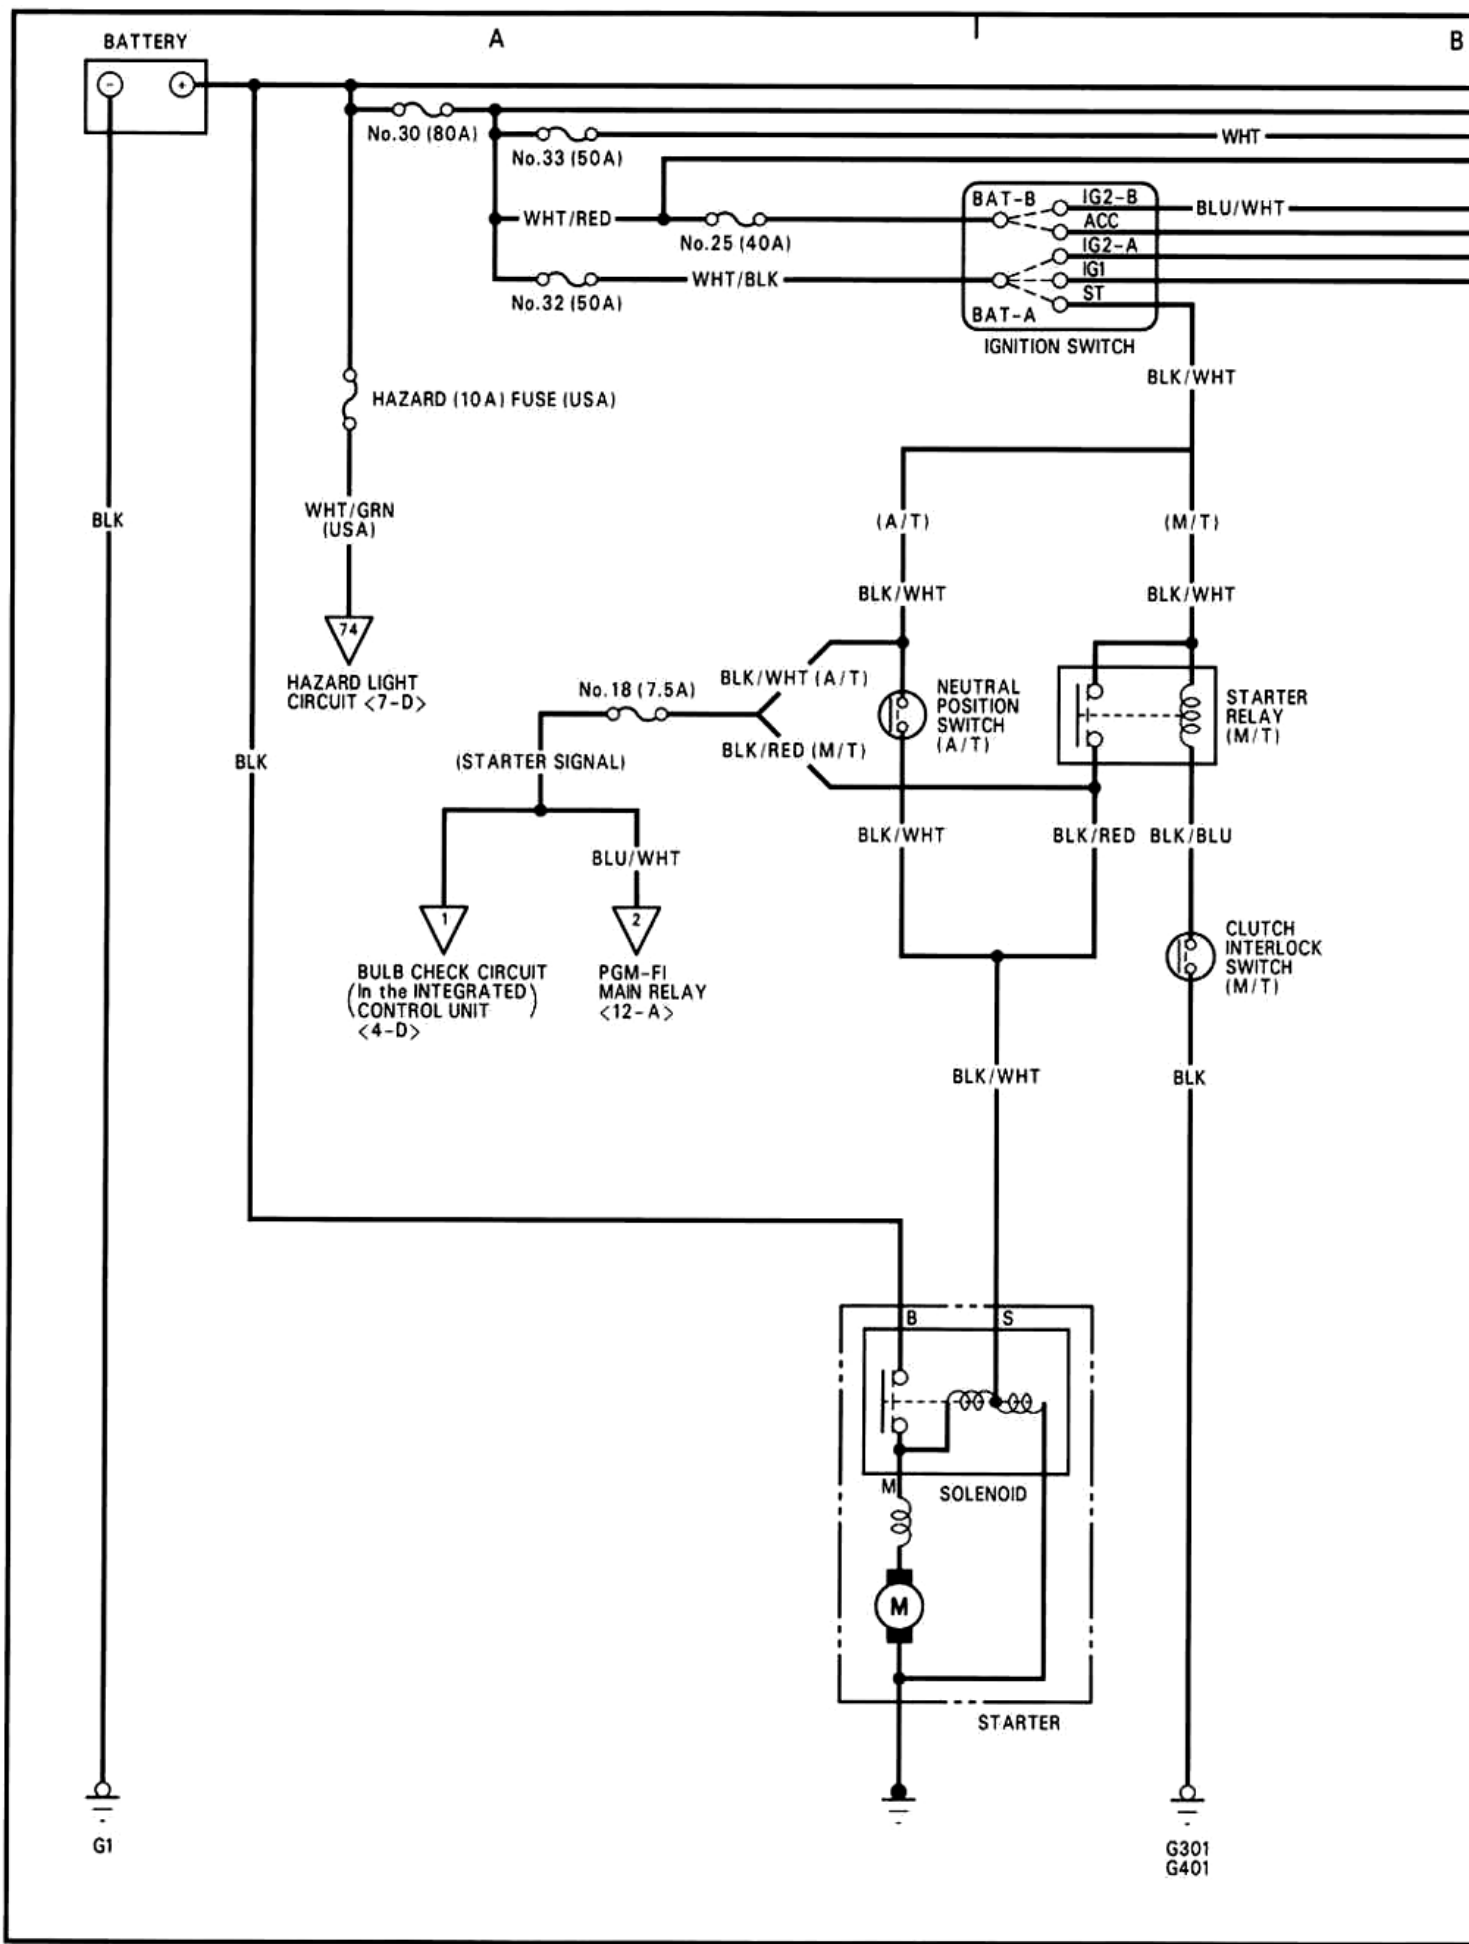 BATTERY
A
B
-
+
No.30 (80A)
No.33 (50A)
WHT
WHT/RED
No.25 (40A)
BAT-B
IG2-B
BLU/WHT
ACC
IG2-A
IG1
ST
BAT-A
IGNITION SWITCH
WHT/BLK
No.32 (50A)
BLK/WHT
HAZARD (10A) FUSE (USA)
WHT/GRN
(USA)
BLK
(A/T)
(M/T)
BLK/WHT
BLK/WHT
74
HAZARD LIGHT
CIRCUIT <7-D>
No.18 (7.5A)
BLK/WHT (A/T)
BLK/RED (M/T)
NEUTRAL
POSITION
SWITCH
(A/T)
STARTER
RELAY
(M/T)
BLK
(STARTER SIGNAL)
BLK/WHT
BLK/RED
BLK/BLU
BLU/WHT
1
2
BULB CHECK CIRCUIT
(In the INTEGRATED)
CONTROL UNIT
<4-D>
PGM-FI
MAIN RELAY
<12-A>
CLUTCH
INTERLOCK
SWITCH
(M/T)
BLK/WHT
BLK
B
S
M
SOLENOID
M
STARTER
G1
G301
G401